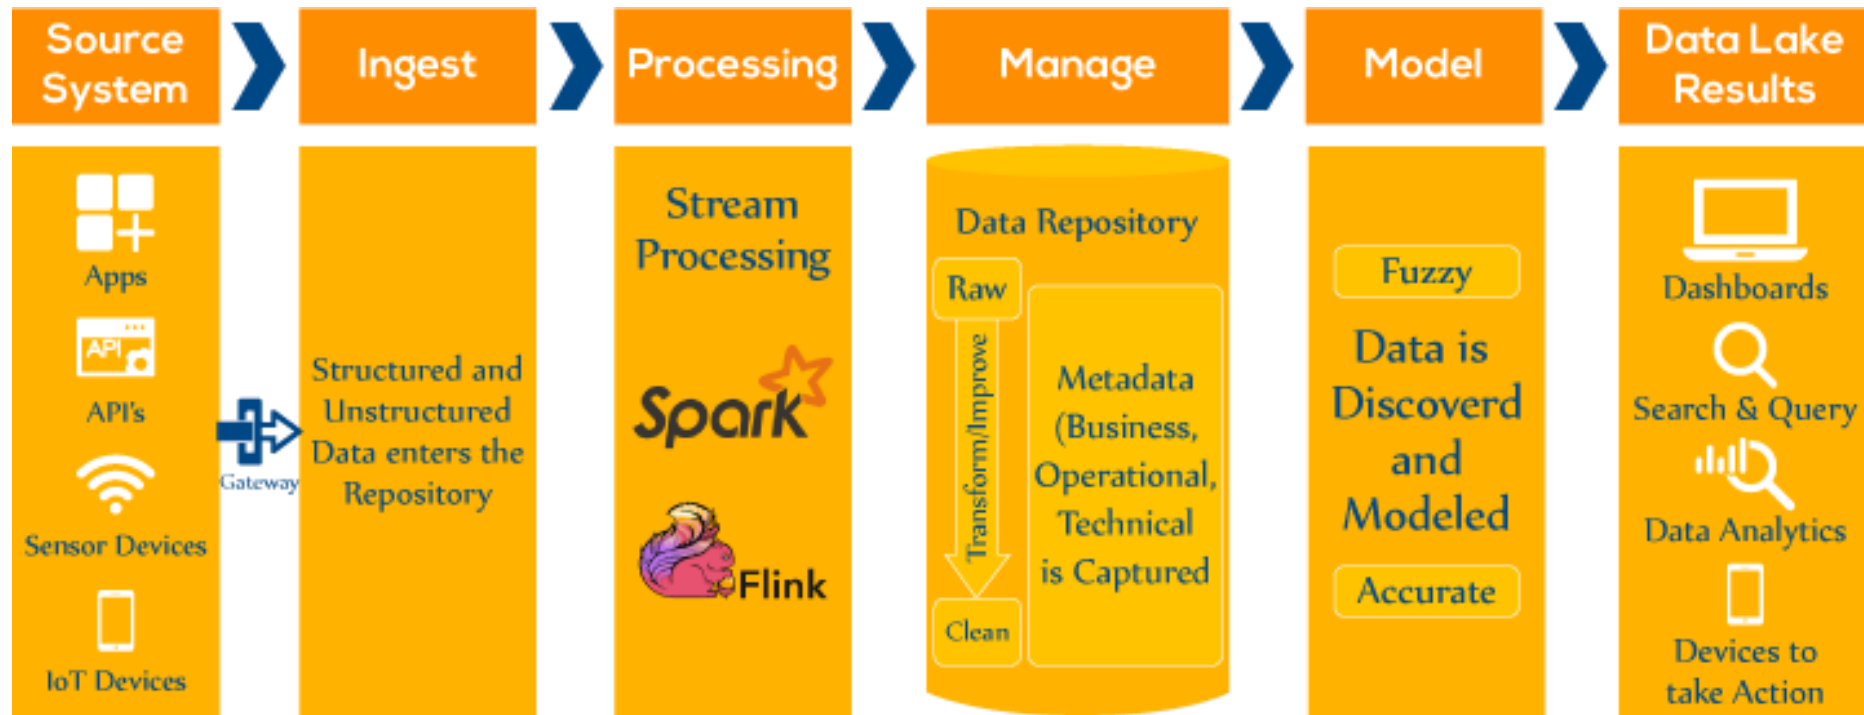 Source
System
Ingest
Processing
Manage
Model
Data Lake
Results
Apps
API
API's
Sensor Devices
IoT Devices
Gateway
Structured and
Unstructured
Data enters the
Repository
Stream
Processing
Spark
Flink
Data Repository
Raw
Transform/Improve
Clean
Metadata
(Business,
Operational,
Technical
is Captured
Fuzzy
Data is
Discoverd
and
Modeled
Accurate
Dashboards
Search & Query
Data Analytics
Devices to
take Action